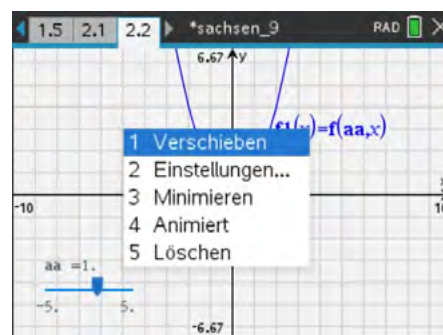 1.5 2.1 2.2 *sachsen_9 RAD
6.67 y
f1(x)=f(aa,x)
1 Verschieben
2 Einstellungen...
3 Minimieren
4 Animiert
5 Löschen
x
-10
aa =1.
-5. 5.
-6.67